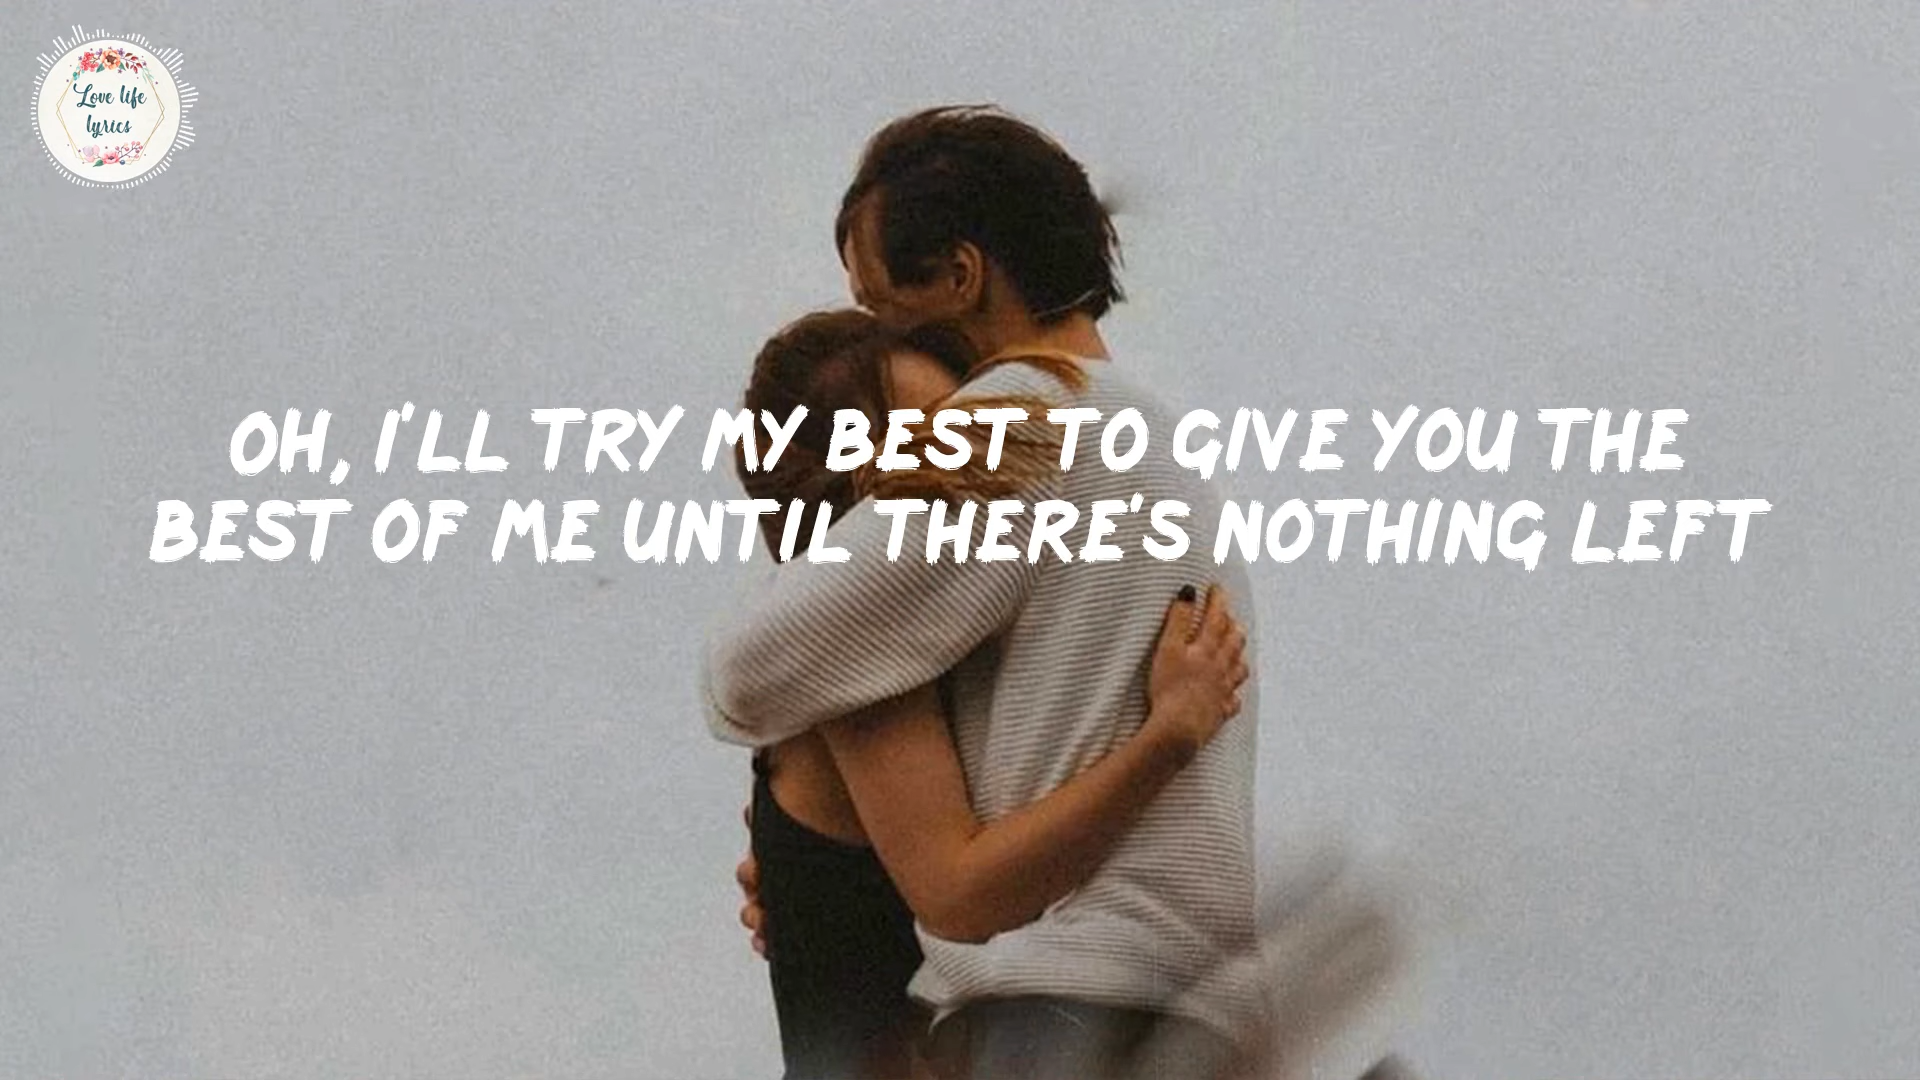 Love life
lyrics
OH, I'LL TRY MY BEST TO GIVE YOU THE
BEST OF ME UNTIL THERE'S NOTHING LEFT